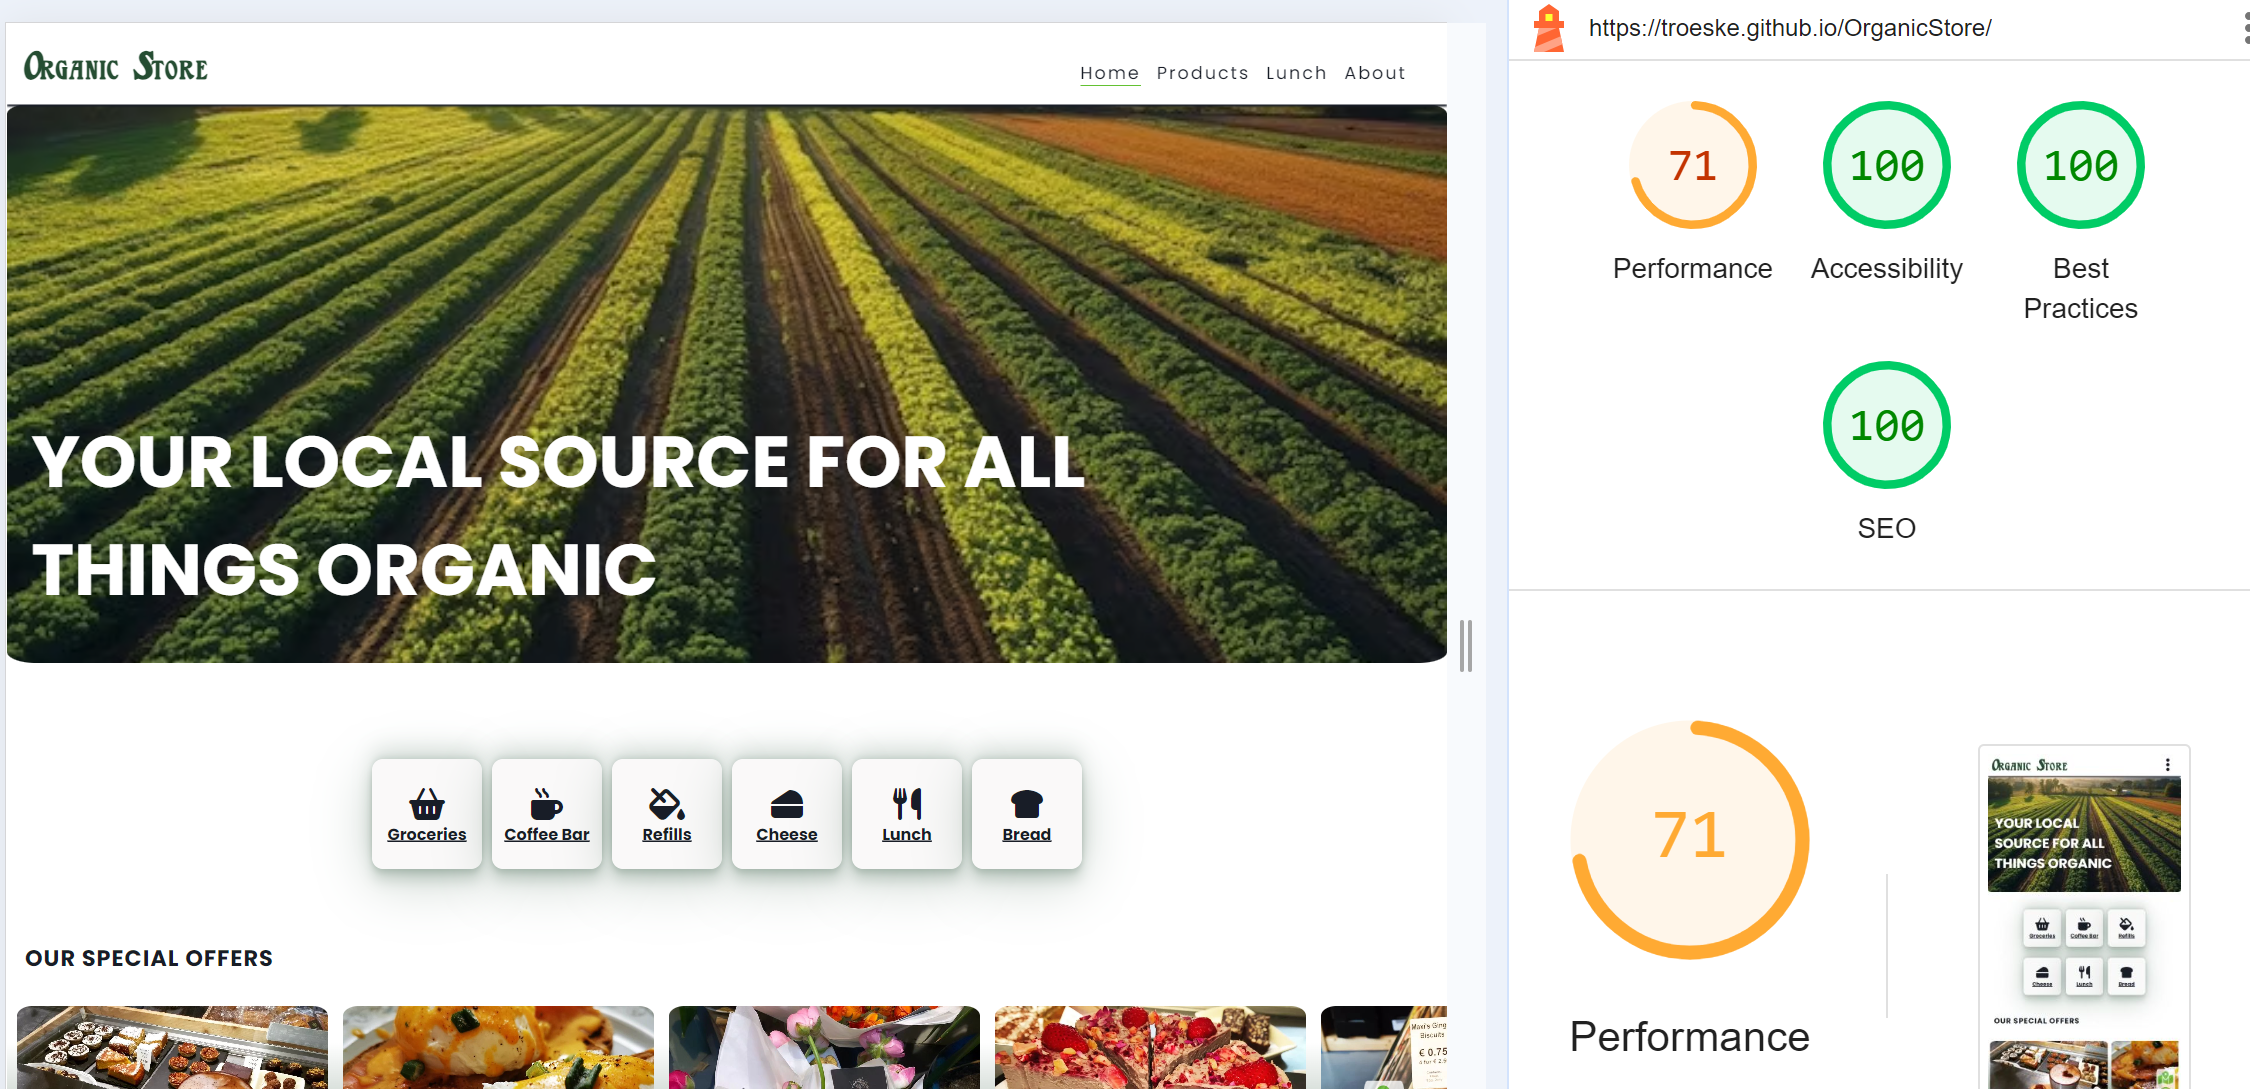 Organic Store
Home Products Lunch About
YOUR LOCAL SOURCE FOR ALL
THINGS ORGANIC
Groceries
Coffee Bar
Refills
Cheese
Lunch
Bread
OUR SPECIAL OFFERS
Biscuits
€ 0.75
https://troeske.github.io/OrganicStore/
71
Performance
100
Accessibility
100
Best
Practices
100
SEO
71
Performance
Organic Store
YOUR LOCAL
SOURCE FOR ALL
THINGS ORGANIC
Groceries
Coffee Bar
Refills
Cheese
Lunch
Bread
OUR SPECIAL OFFERS